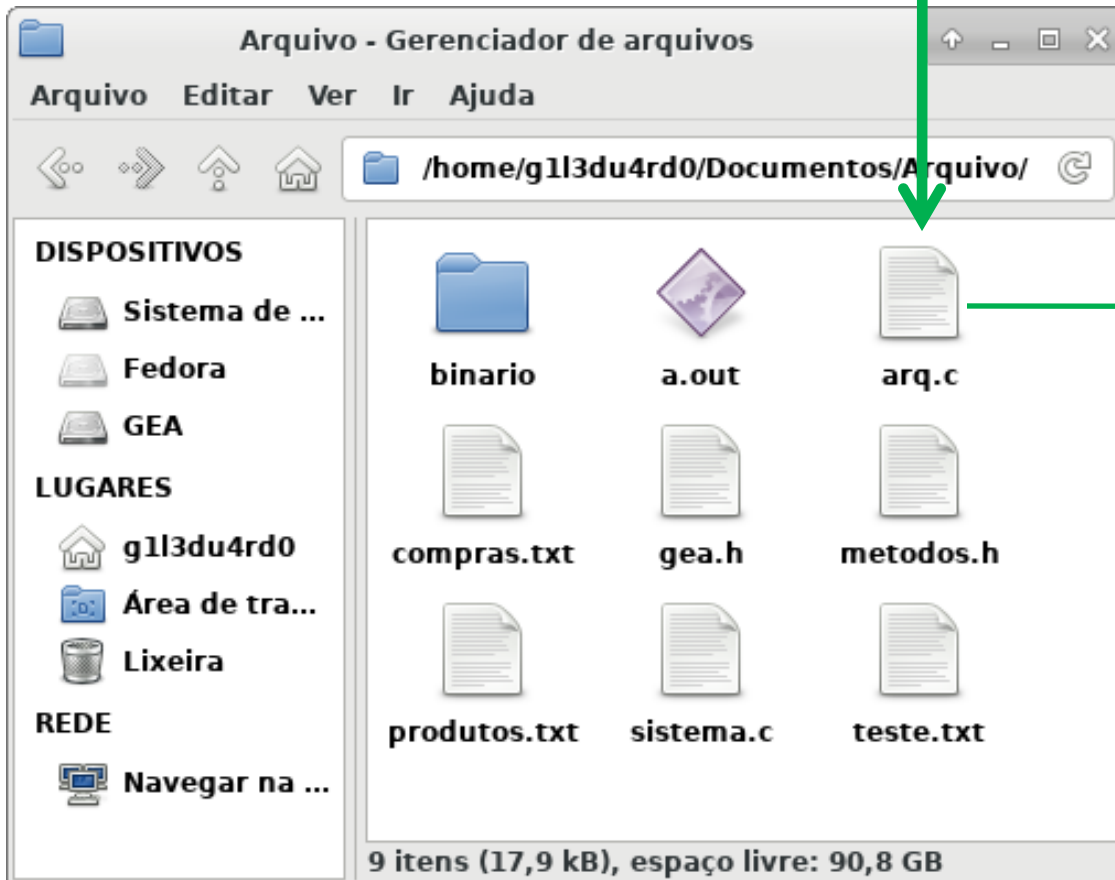 Arquivo - Gerenciador de arquivos
Arquivo Editar Ver Ir Ajuda
/home/g1l3du4rd0/Documentos/Arquivo/
DISPOSITIVOS
Sistema de ...
Fedora
GEA
LUGARES
g1l3du4rd0
Área de tra...
Lixeira
REDE
Navegar na ...
binario a.out arq.c
compras.txt gea.h metodos.h
produtos.txt sistema.c teste.txt
9 itens (17,9 kB), espaço livre: 90,8 GB